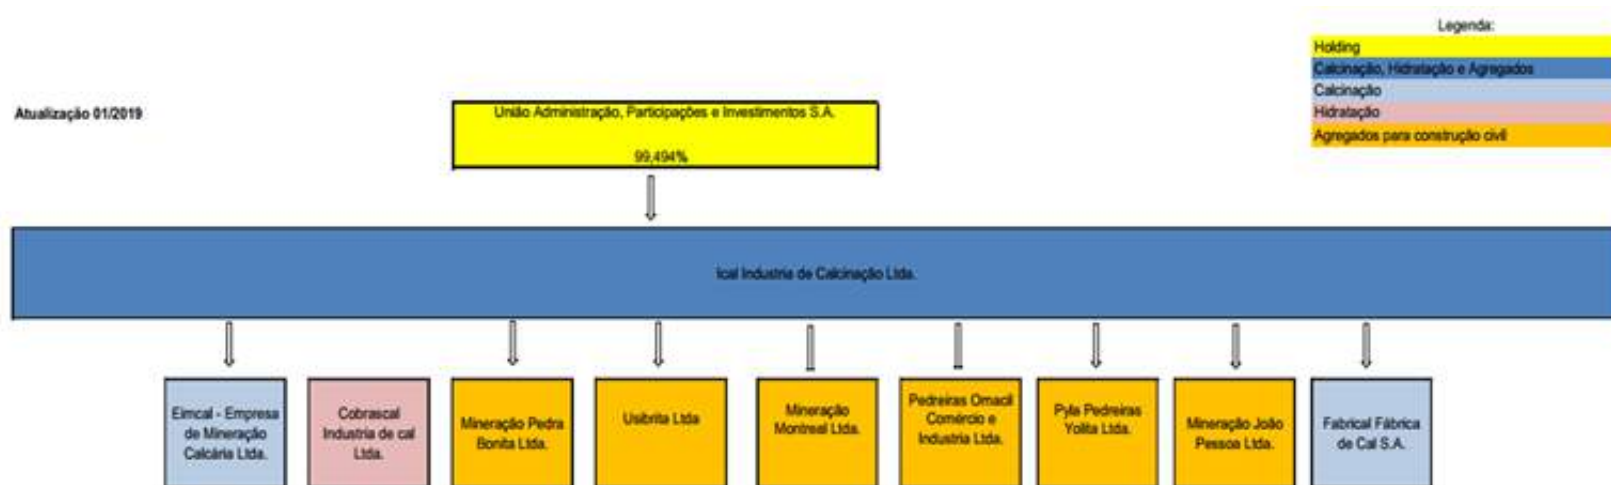 Legenda:
Holding
Calcinação, Hidratação e Agregados
Calcinação
Hidratação
Agregados para construção civil
Atualização 01/2019
União Administração, Participações e Investimentos S.A.
99,494%
Ical Industria de Calcinação Ltda.
Eimcal - Empresa
de Mineração
Calcária Ltda.
Cobrascal
Industria de cal
Ltda.
Mineração Pedra
Bonita Ltda.
Usibrita Ltda
Mineração
Montreal Ltda.
Pedreiras Omacil
Comércio e
Industria Ltda.
Pyla Pedreiras
Yolita Ltda.
Mineração João
Pessoa Ltda.
Fabrical Fábrica
de Cal S.A.